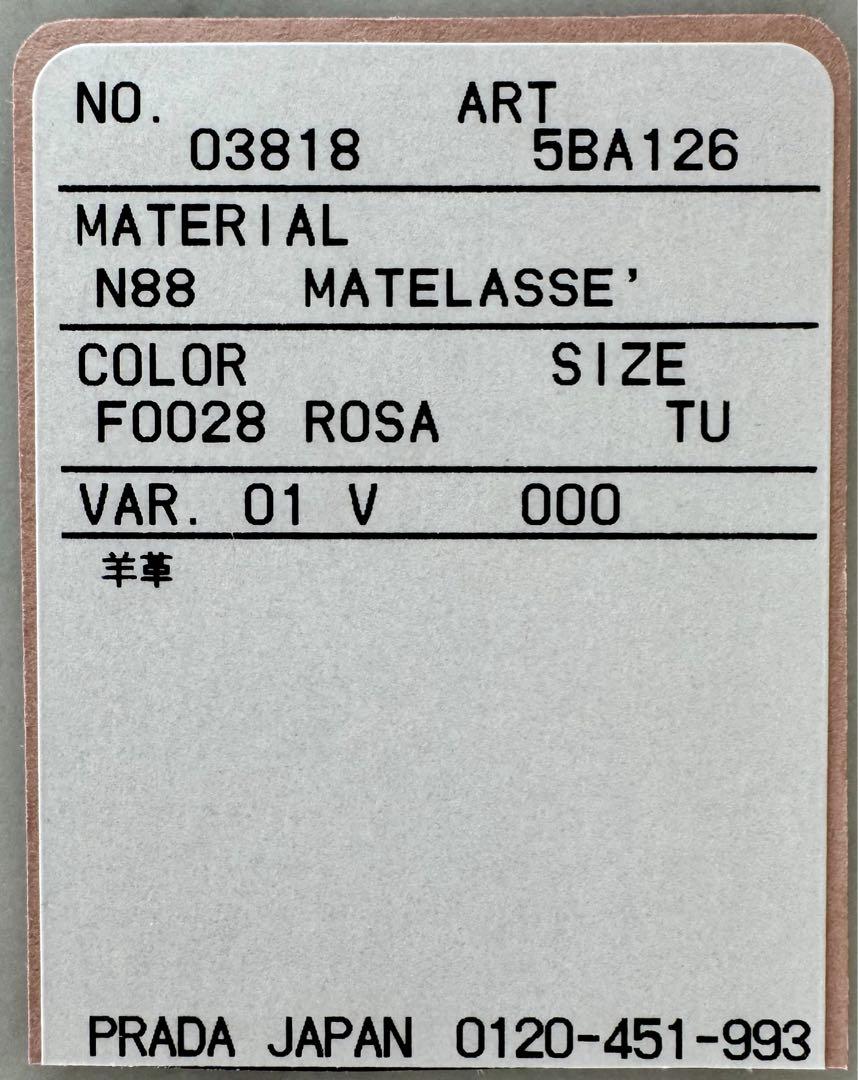 NO. ART
03818 5BA126
MATERIAL
N88 MATELASSE’
COLOR SIZE
F0028 ROSA TU
VAR. 01 V 000
羊革
PRADA JAPAN 0120-451-993